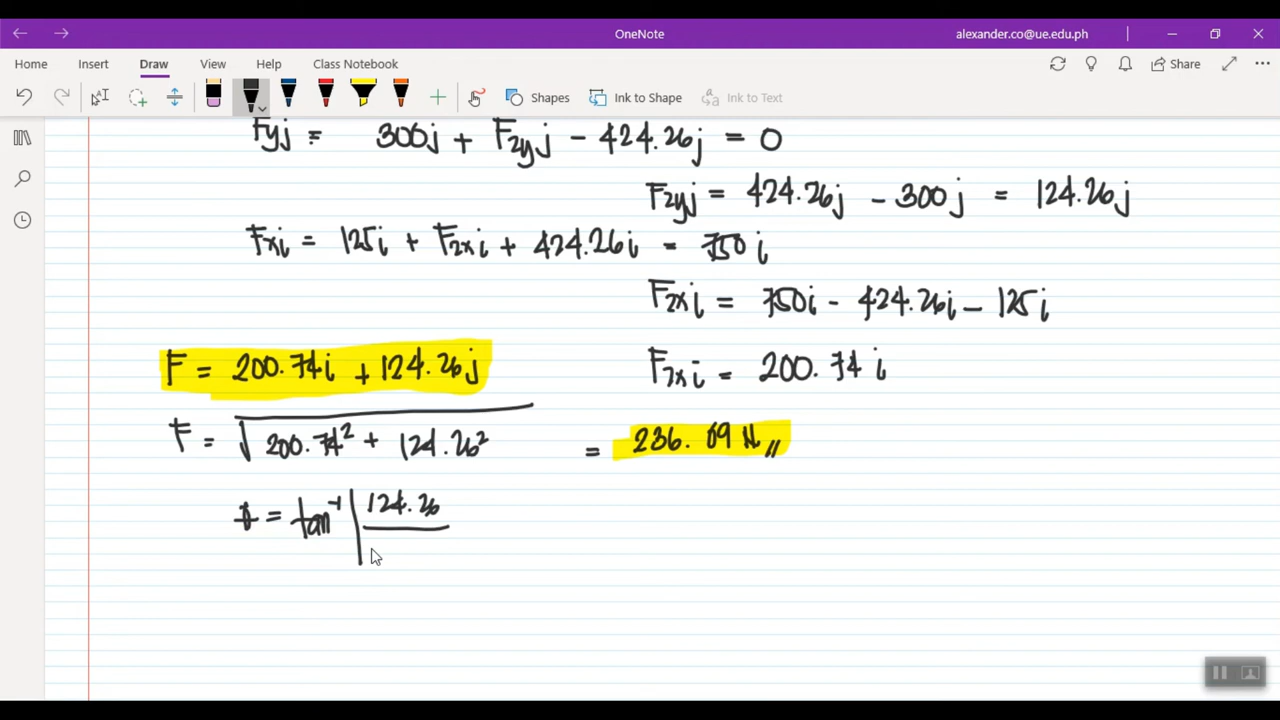 OneNote
alexander.co@ue.edu.ph
Home Insert Draw View Help Class Notebook
Share
Shapes Ink to Shape Ink to Text
Fyj = 300j + F2yj - 424.26j = 0
F2yj = 424.26j - 300j = 124.26j
Fxi = 125i + F2xi + 424.26i = 750i
F2xi = 750i - 424.26i - 125i
F = 200.74i + 124.26j
F2xi = 200.74i
F = √200.74² + 124.26² = 236.09 N //
= tan⁻¹ | 124.26